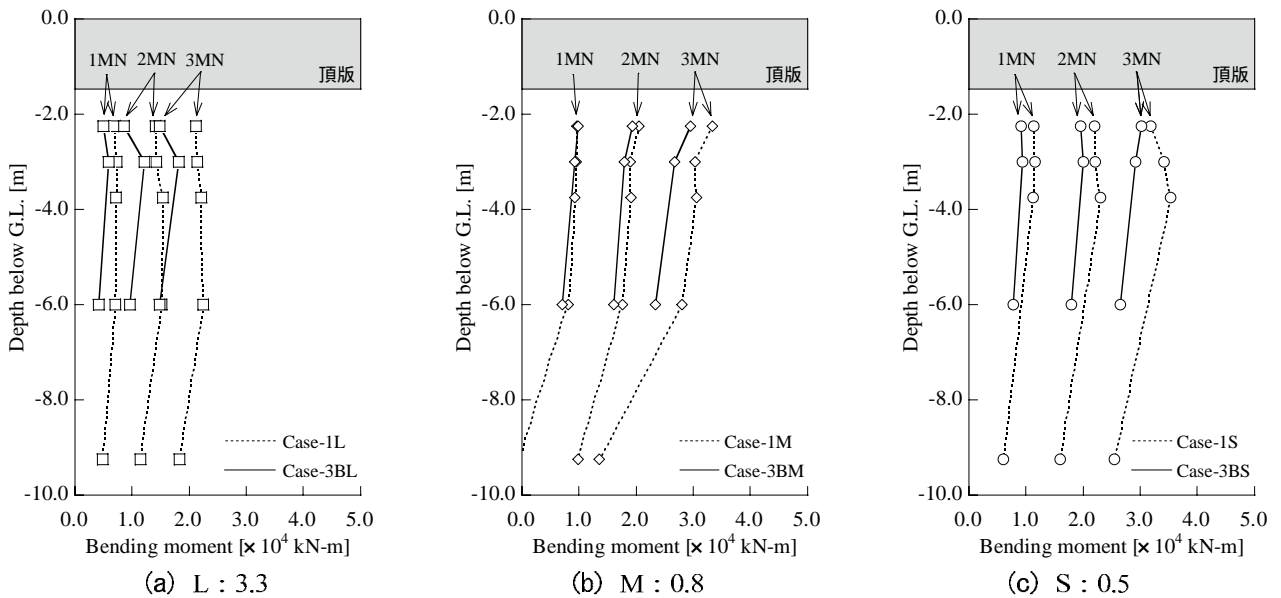 0.0
-2.0
-4.0
-6.0
-8.0
-10.0
Depth below G.L. [m]
1MN 2MN 3MN
頂版
Case-1L
Case-3BL
0.0 1.0 2.0 3.0 4.0 5.0
Bending moment [× 10⁴ kN-m]
(a) L : 3.3
0.0
-2.0
-4.0
-6.0
-8.0
-10.0
Depth below G.L. [m]
1MN 2MN 3MN
頂版
Case-1M
Case-3BM
0.0 1.0 2.0 3.0 4.0 5.0
Bending moment [× 10⁴ kN-m]
(b) M : 0.8
0.0
-2.0
-4.0
-6.0
-8.0
-10.0
Depth below G.L. [m]
1MN 2MN 3MN
頂版
Case-1S
Case-3BS
0.0 1.0 2.0 3.0 4.0 5.0
Bending moment [× 10⁴ kN-m]
(c) S : 0.5